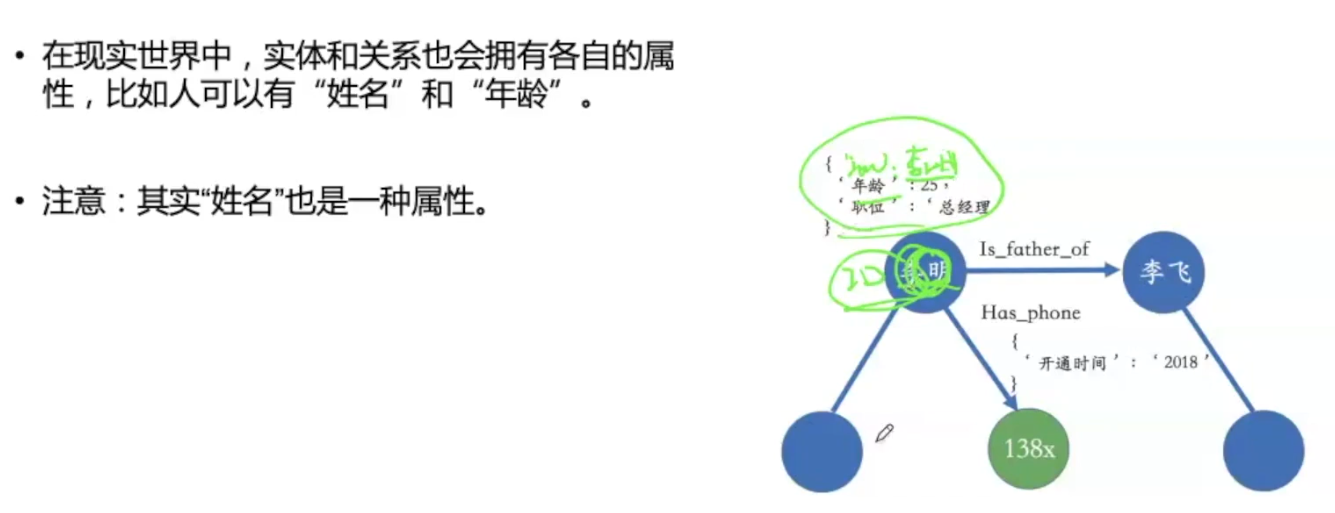 • 在现实世界中，实体和关系也会拥有各自的属
性，比如人可以有“姓名”和“年龄”。
• 注意：其实“姓名”也是一种属性。
{
‘年龄’：25，
‘职位’：‘总经理
}
ID
明
Is_father_of
李飞
Has_phone
{
‘开通时间’：‘2018’
}
138x